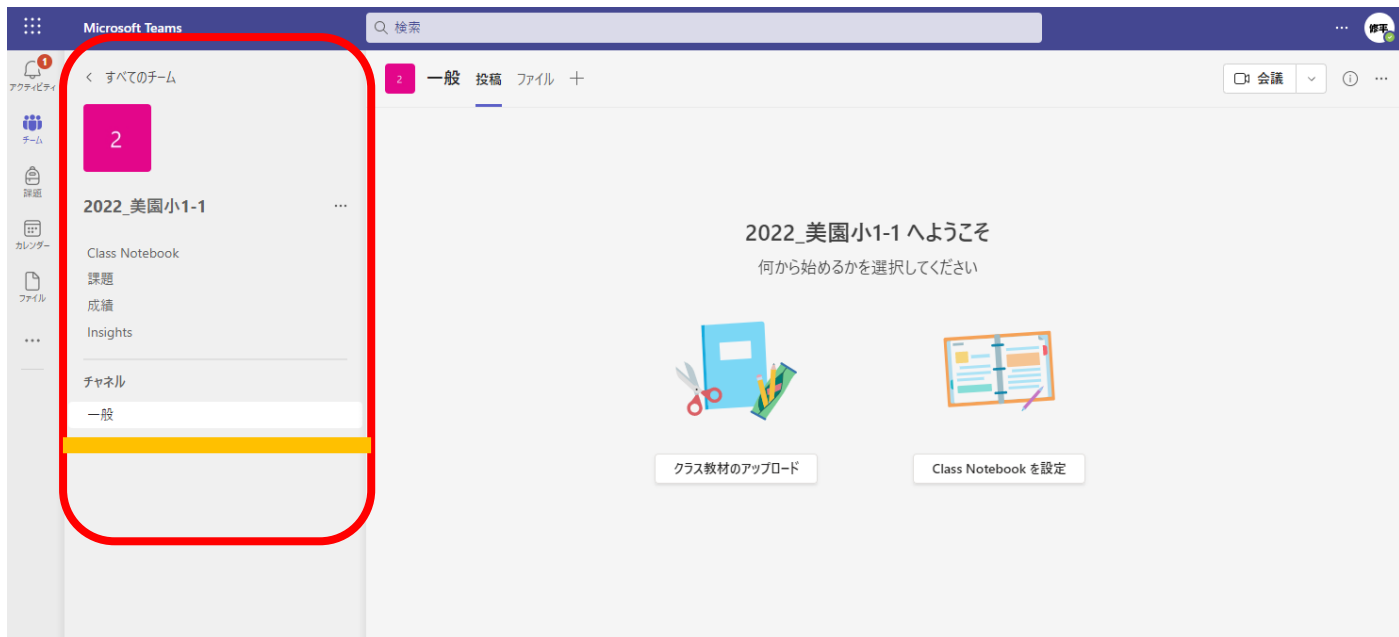 Microsoft Teams
検索
修平
1
アクティビティ
チーム
課題
カレンダー
ファイル
すべてのチーム
2
2022_美園小1-1
Class Notebook
課題
成績
Insights
チャネル
一般
2 一般 投稿 ファイル
会議
2022_美園小1-1 へようこそ
何から始めるかを選択してください
クラス教材のアップロード
Class Notebook を設定